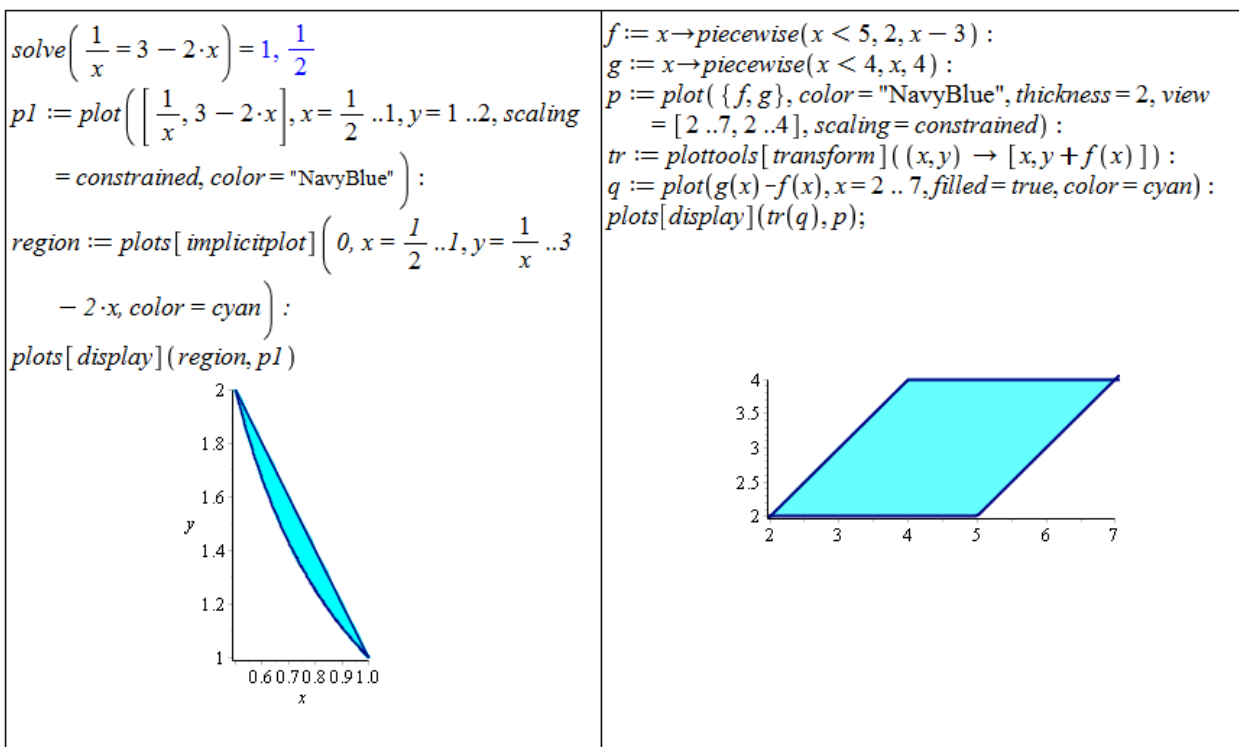 solve( 1/x = 3 − 2·x ) = 1, 1/2
p1 := plot( [ 1/x, 3 − 2·x ], x = 1/2 ..1, y = 1 ..2, scaling
= constrained, color = "NavyBlue" ) :
region := plots[ implicitplot ]( 0, x = 1/2 ..1, y = 1/x ..3
− 2·x, color = cyan ) :
plots[display](region, p1)
2
1.8
1.6
y
1.4
1.2
1
0.6 0.7 0.8 0.9 1.0
x
f := x→piecewise(x < 5, 2, x − 3) :
g := x→piecewise(x < 4, x, 4) :
p := plot( {f, g}, color = "NavyBlue", thickness = 2, view
= [2 ..7, 2 ..4], scaling = constrained) :
tr := plottools[transform]((x, y) → [x, y + f(x)]) :
q := plot(g(x) - f(x), x = 2 .. 7, filled = true, color = cyan) :
plots[display](tr(q), p);
4
3.5
3
2.5
2
2 3 4 5 6 7